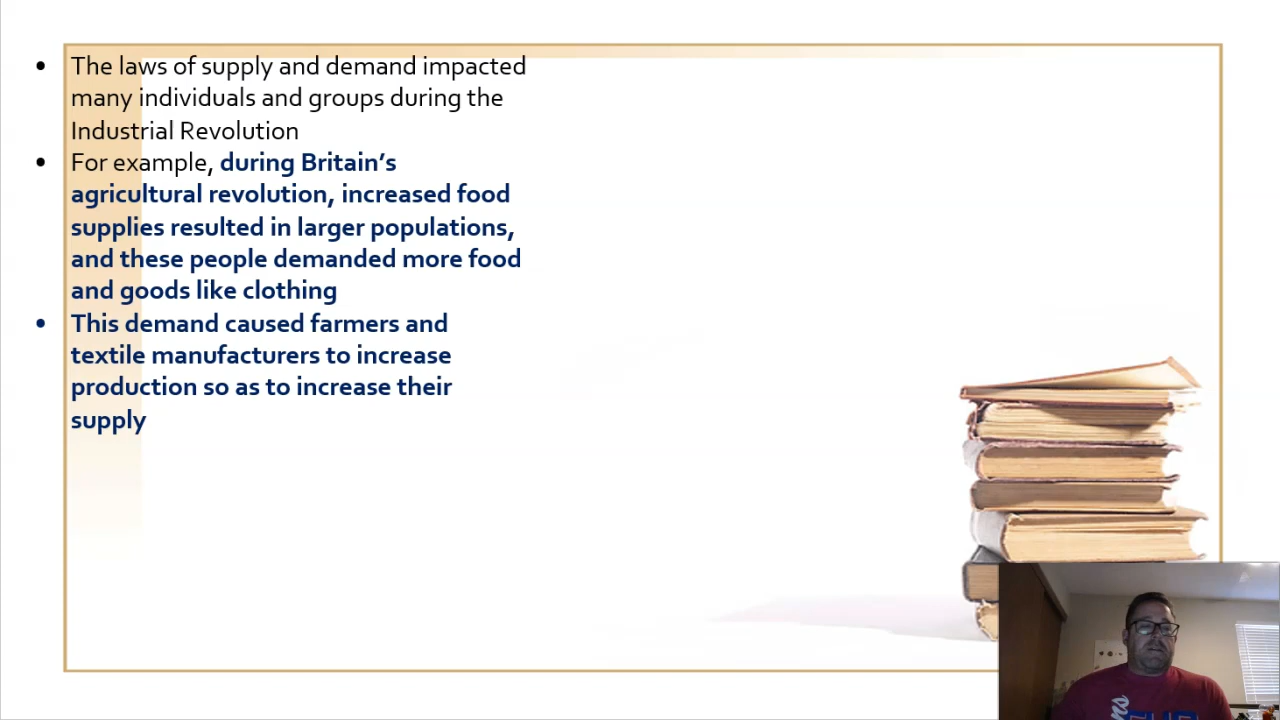 • The laws of supply and demand impacted
many individuals and groups during the
Industrial Revolution
• For example, during Britain’s
agricultural revolution, increased food
supplies resulted in larger populations,
and these people demanded more food
and goods like clothing
• This demand caused farmers and
textile manufacturers to increase
production so as to increase their
supply